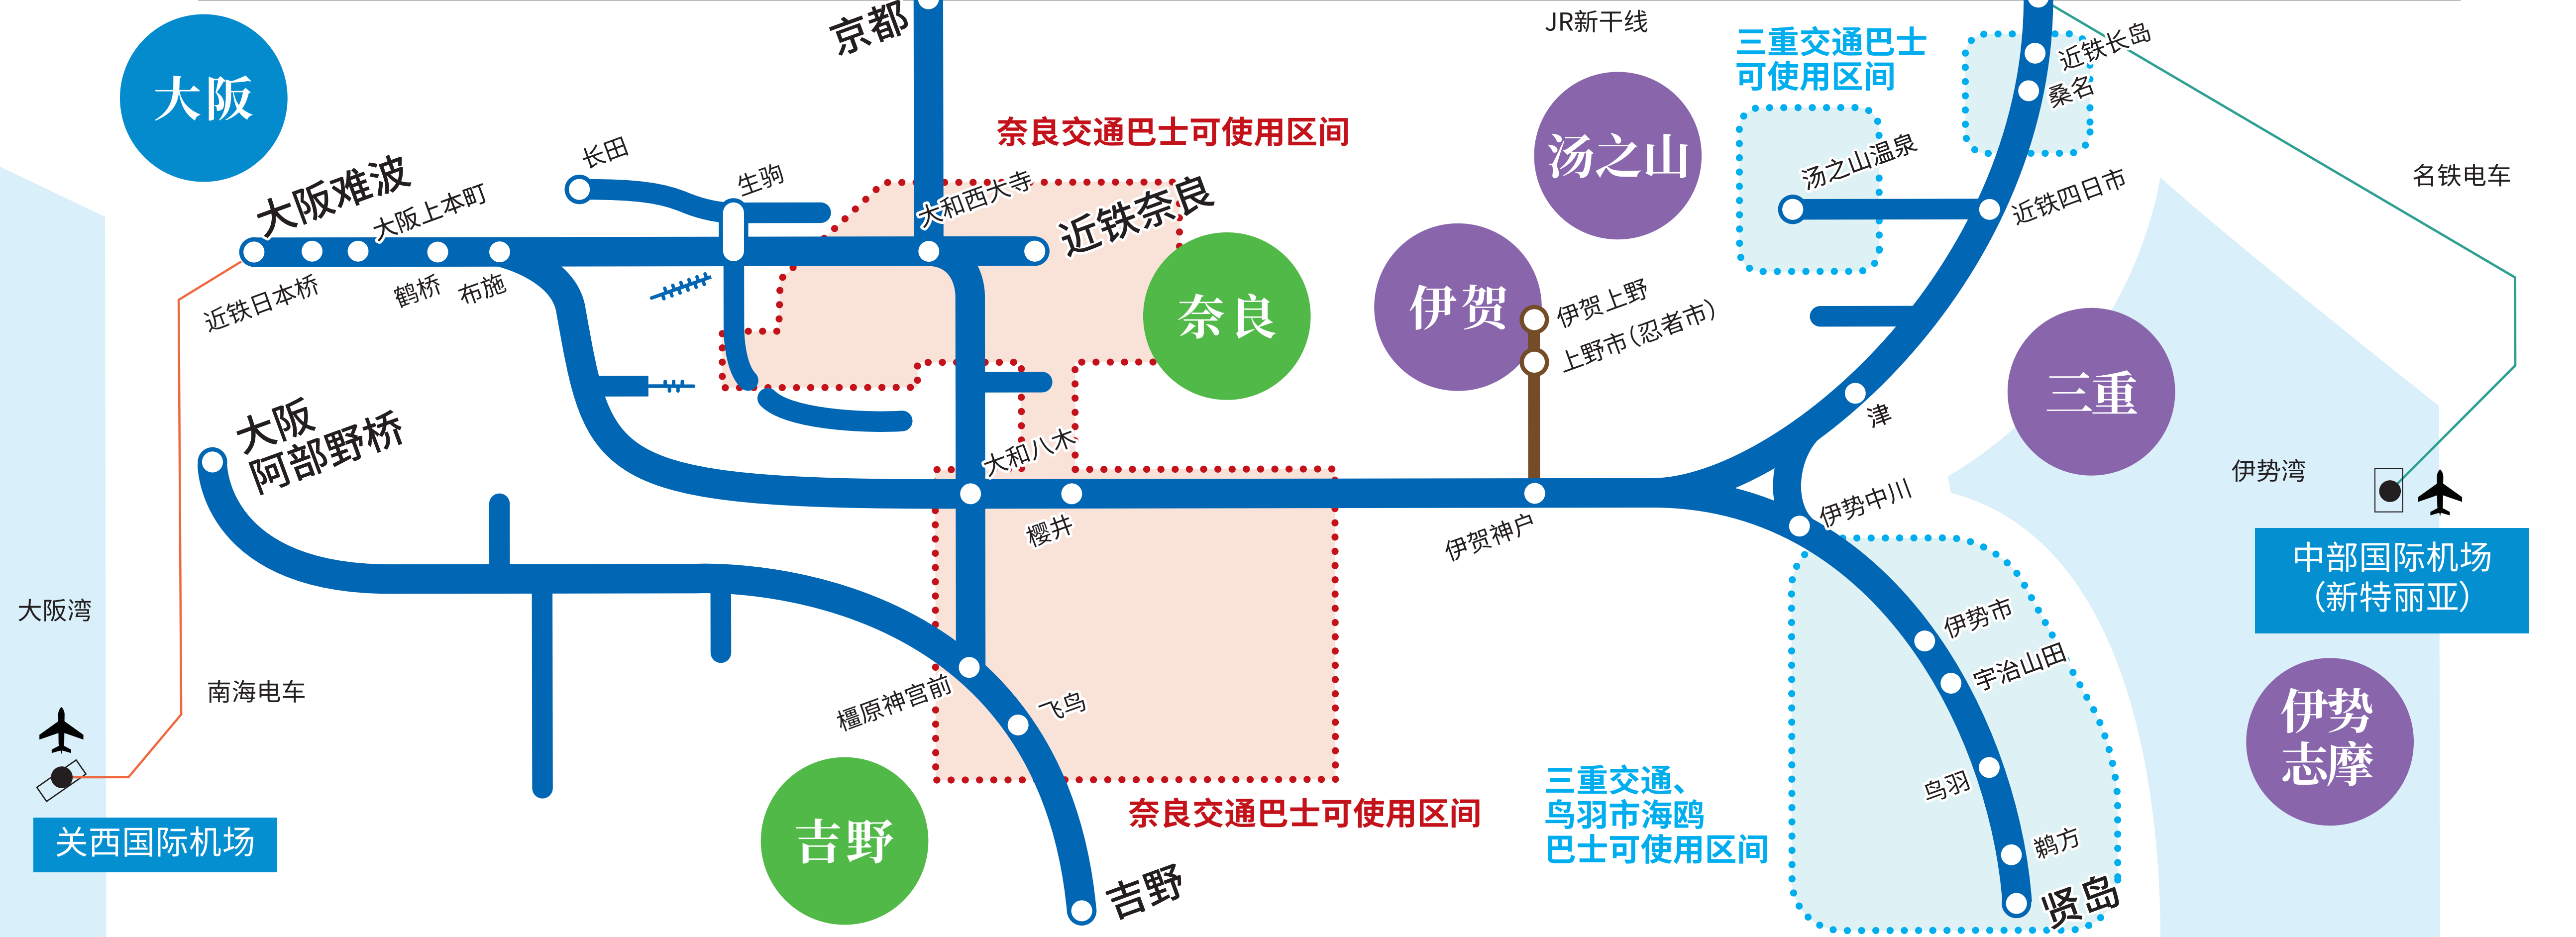 京都
JR新干线
三重交通巴士
可使用区间
近铁长岛
桑名
大阪
汤之山
奈良交通巴士可使用区间
长田
生驹
大和西大寺
近铁奈良
汤之山温泉
近铁四日市
名铁电车
大阪难波
大阪上本町
近铁日本桥
鹤桥
布施
奈良
伊贺
伊贺上野
上野市（忍者市）
三重
津
大阪
阿部野桥
大和八木
樱井
伊贺神户
伊势中川
伊势湾
中部国际机场
（新特丽亚）
大阪湾
南海电车
关西国际机场
橿原神宫前
飞鸟
伊势市
宇治山田
伊势
志摩
鸟羽
三重交通、
鸟羽市海鸥
巴士可使用区间
奈良交通巴士可使用区间
吉野
吉野
鹈方
贤岛